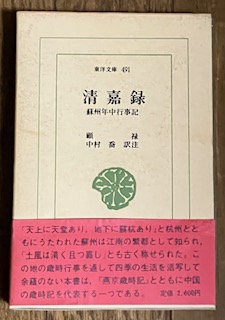 東洋文庫 491
清嘉録
蘇州年中行事記
顧 禄
中村 喬 訳注
「天上に天堂あり、地下に蘇杭あり」と杭州とと
もにうたわれた蘇州は江南の繁都として知られ、
「土風は清く且つ嘉し」とも古く称せられた。こ
の地の歳時行事を通して四季の生活を活写して
余蘊のない本書は、『燕京歳時記』とともに中国
の歳時記を代表する一つである。
定価 2,600円